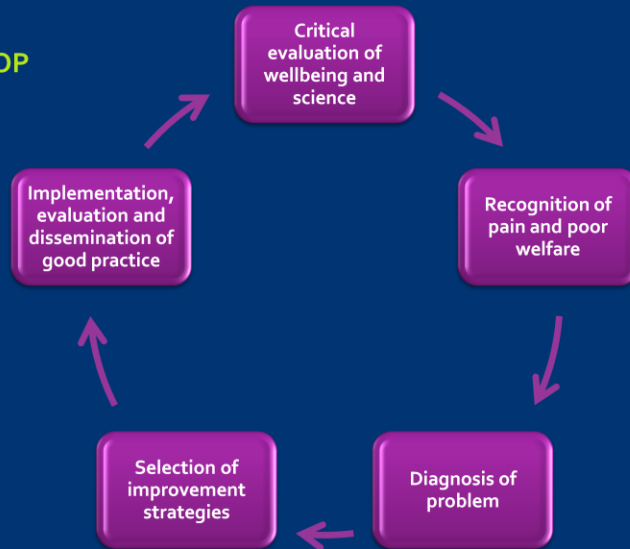 OP
Critical
evaluation of
wellbeing and
science
Recognition of
pain and poor
welfare
Diagnosis of
problem
Selection of
improvement
strategies
Implementation,
evaluation and
dissemination of
good practice